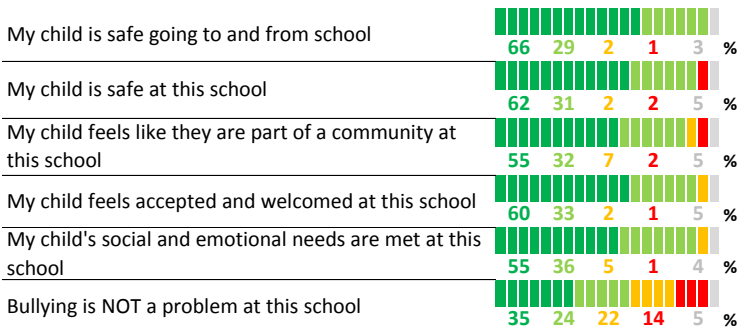 My child is safe going to and from school
66 29 2 1 3 %
My child is safe at this school
62 31 2 2 5 %
My child feels like they are part of a community at
this school
55 32 7 2 5 %
My child feels accepted and welcomed at this school
60 33 2 1 5 %
My child's social and emotional needs are met at this
school
55 36 5 1 4 %
Bullying is NOT a problem at this school
35 24 22 14 5 %